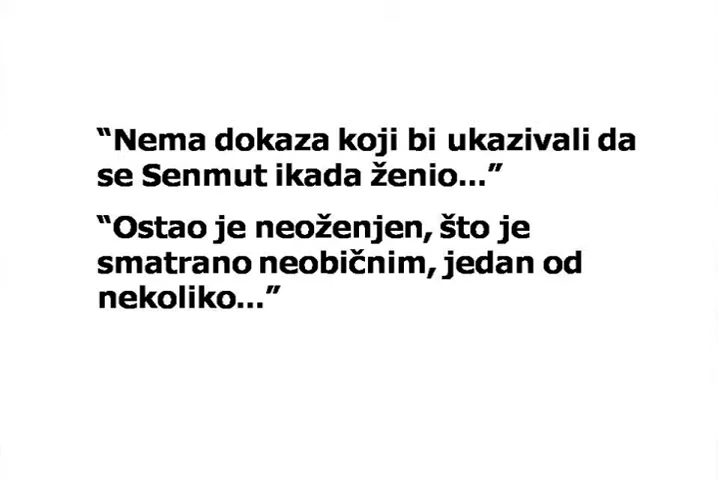 “Nema dokaza koji bi ukazivali da
se Senmut ikada ženio...”
“Ostao je neoženjen, što je
smatrano neobičnim, jedan od
nekoliko...”